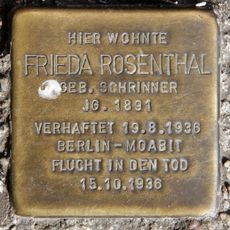 HIER WOHNTE
FRIEDA ROSENTHAL
GEB. SCHRINNER
JG. 1891
VERHAFTET 19.8.1936
BERLIN-MOABIT
FLUCHT IN DEN TOD
15.10.1936